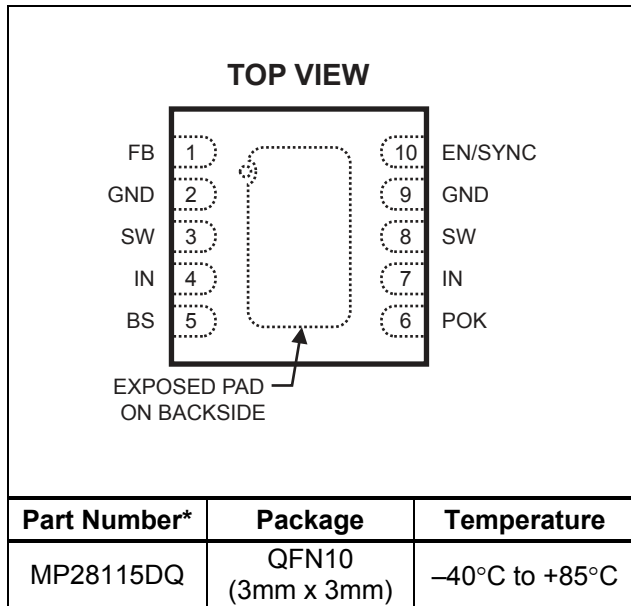 TOP VIEW
FB 1 10 EN/SYNC
GND 2 9 GND
SW 3 8 SW
IN 4 7 IN
BS 5 6 POK
EXPOSED PAD
ON BACKSIDE
Part Number* Package Temperature
MP28115DQ QFN10 (3mm x 3mm) –40°C to +85°C